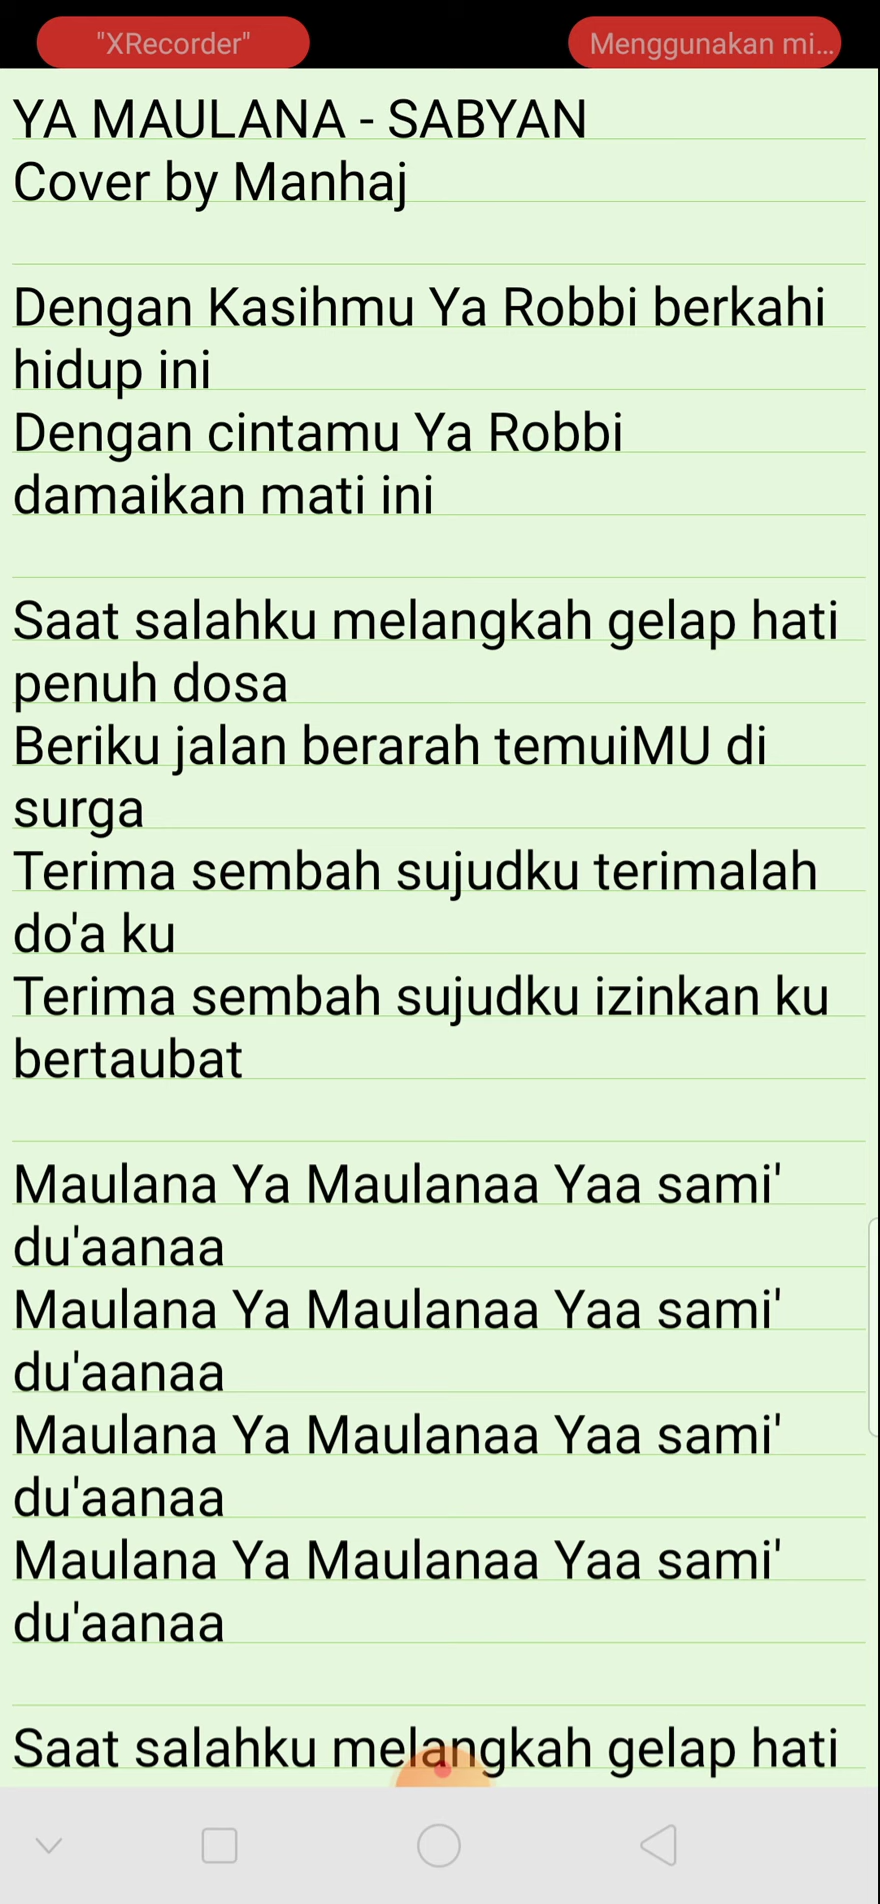 "XRecorder"
Menggunakan mi...
YA MAULANA - SABYAN
Cover by Manhaj
Dengan Kasihmu Ya Robbi berkahi
hidup ini
Dengan cintamu Ya Robbi
damaikan mati ini
Saat salahku melangkah gelap hati
penuh dosa
Beriku jalan berarah temuiMU di
surga
Terima sembah sujudku terimalah
do'a ku
Terima sembah sujudku izinkan ku
bertaubat
Maulana Ya Maulanaa Yaa sami'
du'aanaa
Maulana Ya Maulanaa Yaa sami'
du'aanaa
Maulana Ya Maulanaa Yaa sami'
du'aanaa
Maulana Ya Maulanaa Yaa sami'
du'aanaa
Saat salahku melangkah gelap hati